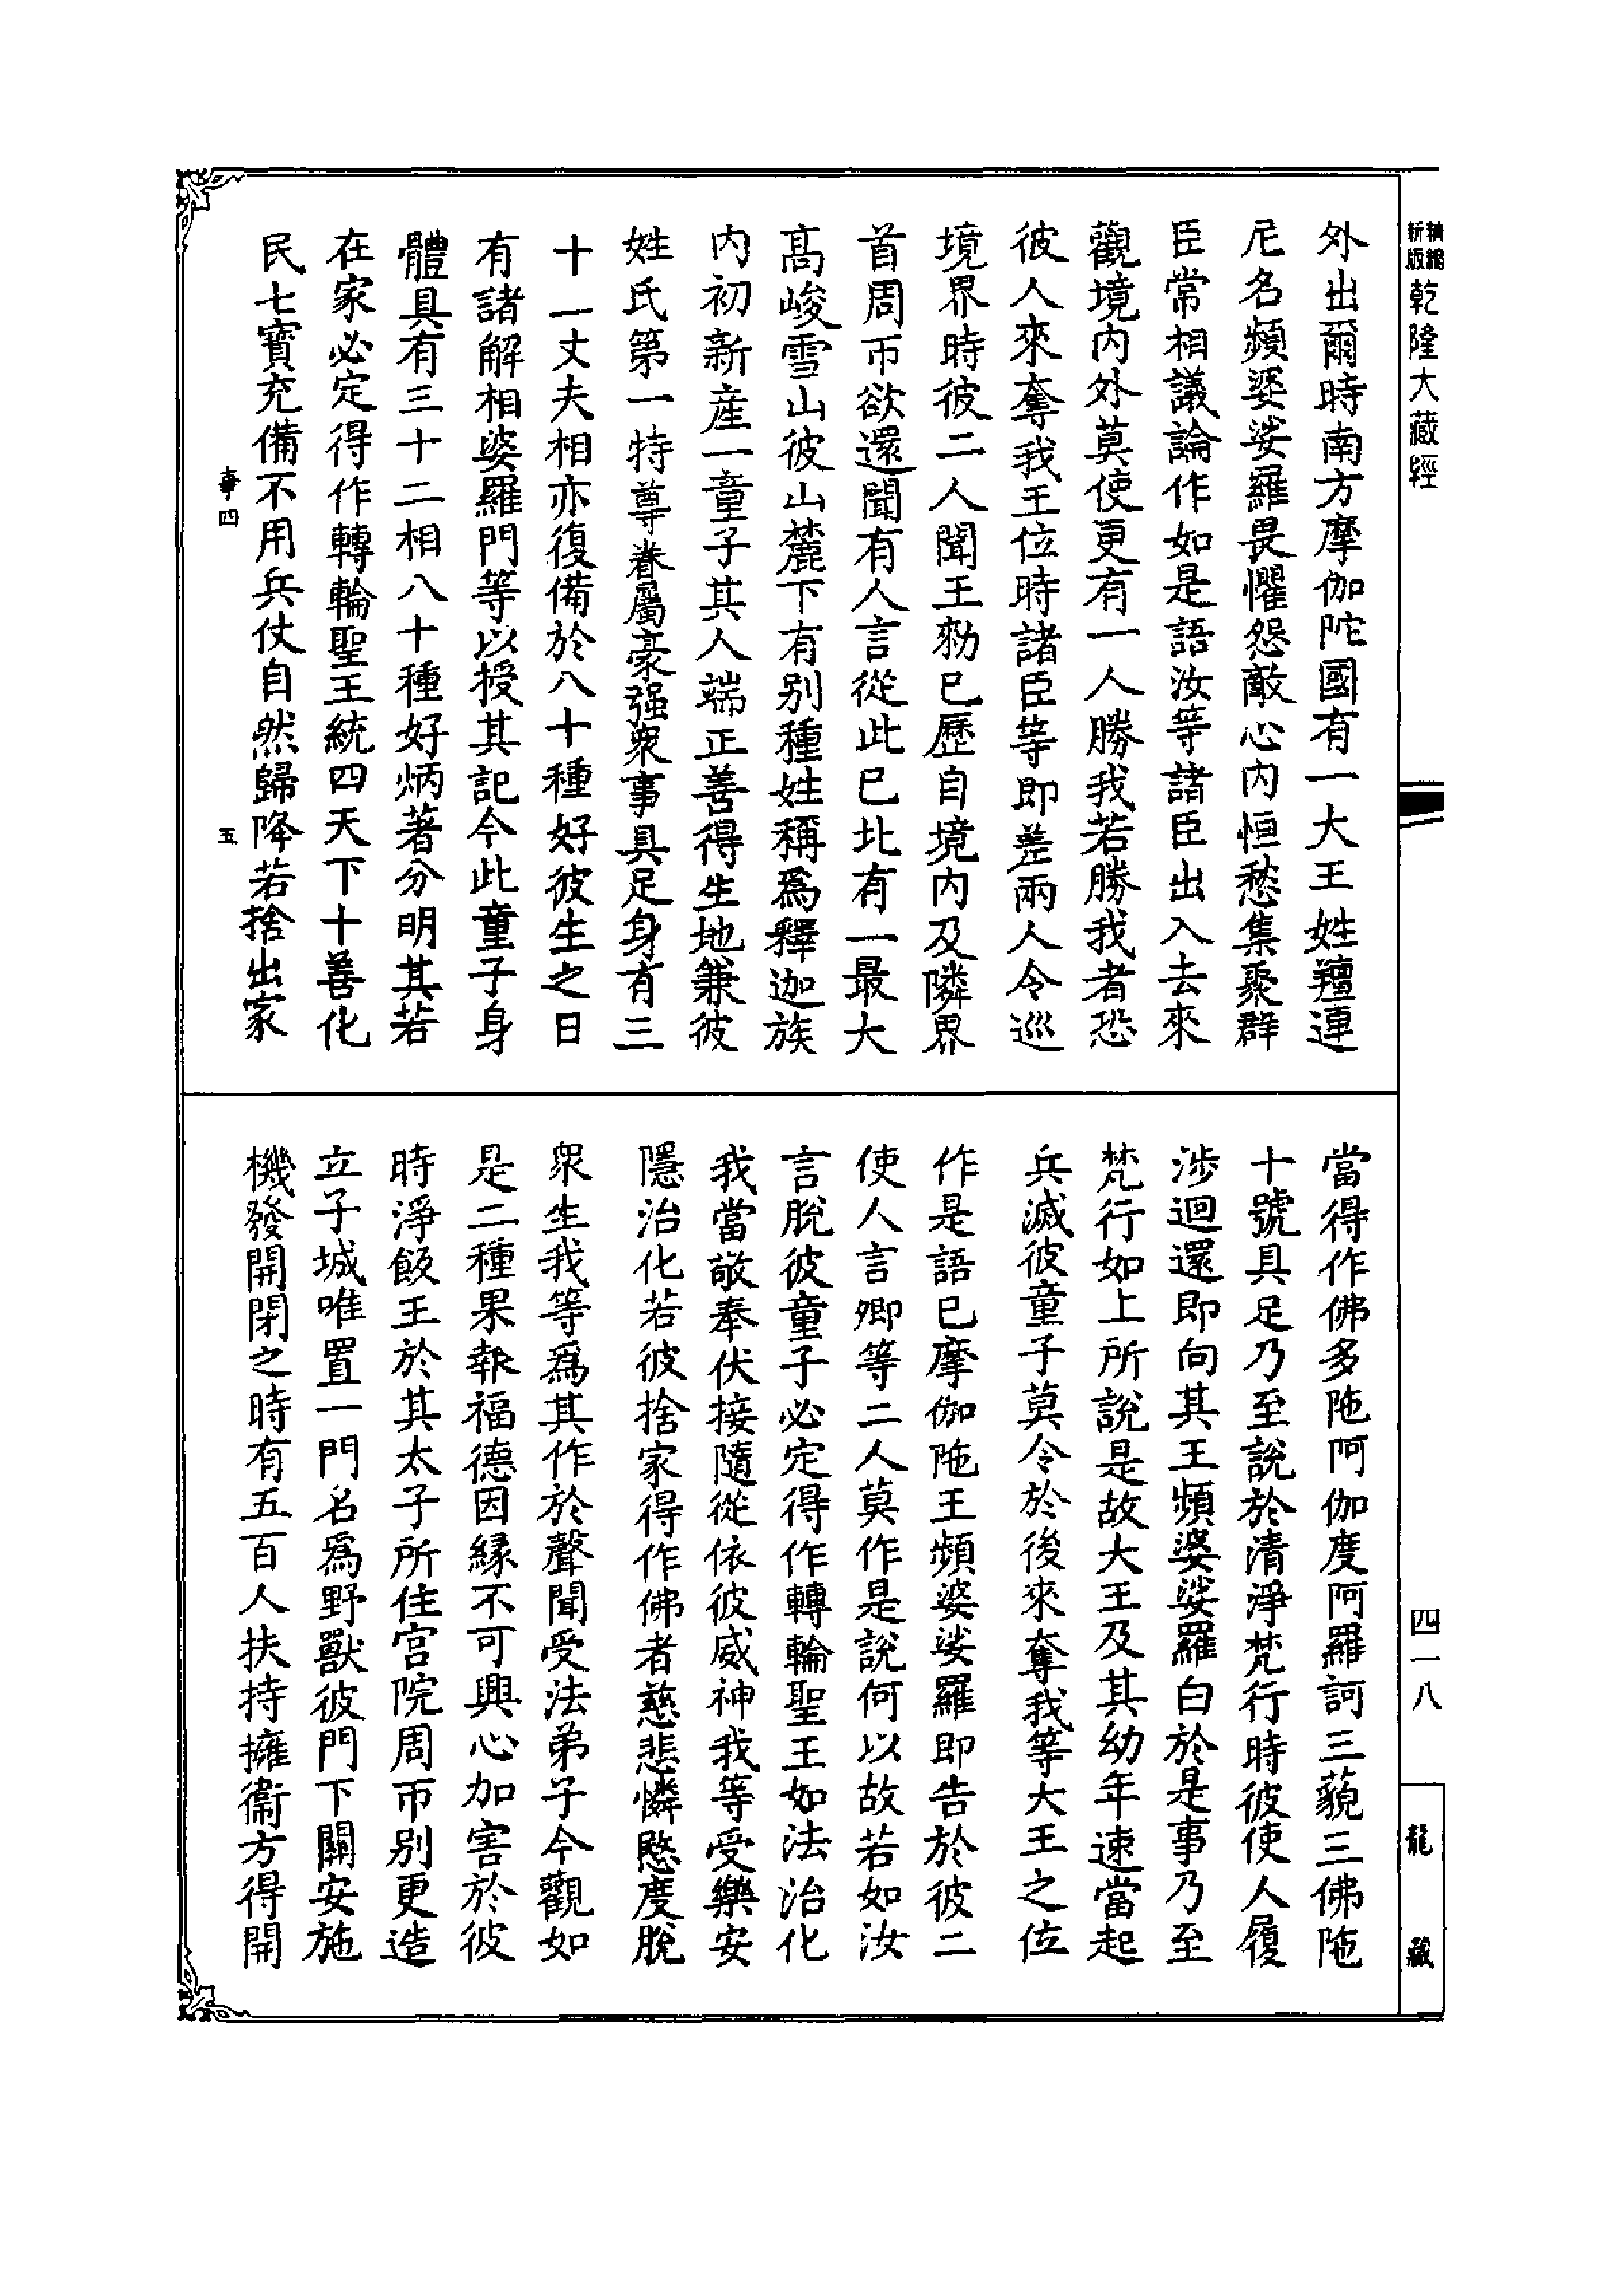 精縮新版乾隆大藏經
四一八
龍藏
外出爾時南方摩伽陀國有一大王姓羶連
尼名頻婆娑羅畏懼怨敵心内恒愁集聚群
臣常相議論作如是語汝等諸臣出入去來
觀境内外莫使更有一人勝我若勝我者恐
彼人來奪我王位時諸臣等即差兩人令巡
境界時彼二人聞王勑已歷自境内及隣界
首周帀欲還聞有人言從此已北有一最大
髙峻雪山彼山麓下有别種姓稱爲釋迦族
内初新産一童子其人端正善得生地兼彼
姓氏第一特尊眷屬豪强衆事具足身有三
十一丈夫相亦復備於八十種好彼生之日
有諸解相婆羅門等以授其記今此童子身
體具有三十二相八十種好炳著分明其若
在家必定得作轉輪聖王統四天下十善化
民七寶充備不用兵仗自然歸降若捨出家
四
五
當得作佛多陁阿伽度阿羅訶三藐三佛陁
十號具足乃至説於清淨梵行時彼使人履
涉迴還即向其王頻婆娑羅白於是事乃至
梵行如上所説是故大王及其幼年速當起
兵滅彼童子莫令於後來奪我等大王之位
作是語已摩伽陁王頻婆娑羅即告於彼二
使人言卿等二人莫作是説何以故若如汝
言脱彼童子必定得作轉輪聖王如法治化
我當敬奉伏接隨從依彼威神我等受樂安
隱治化若彼捨家得作佛者慈悲憐愍度脱
衆生我等爲其作於聲聞受法弟子今觀如
是二種果報福德因緣不可興心加害於彼
時淨飯王於其太子所住宫院周帀别更造
立子城唯置一門名爲野獸彼門下關安施
機發開閉之時有五百人扶持擁衞方得開